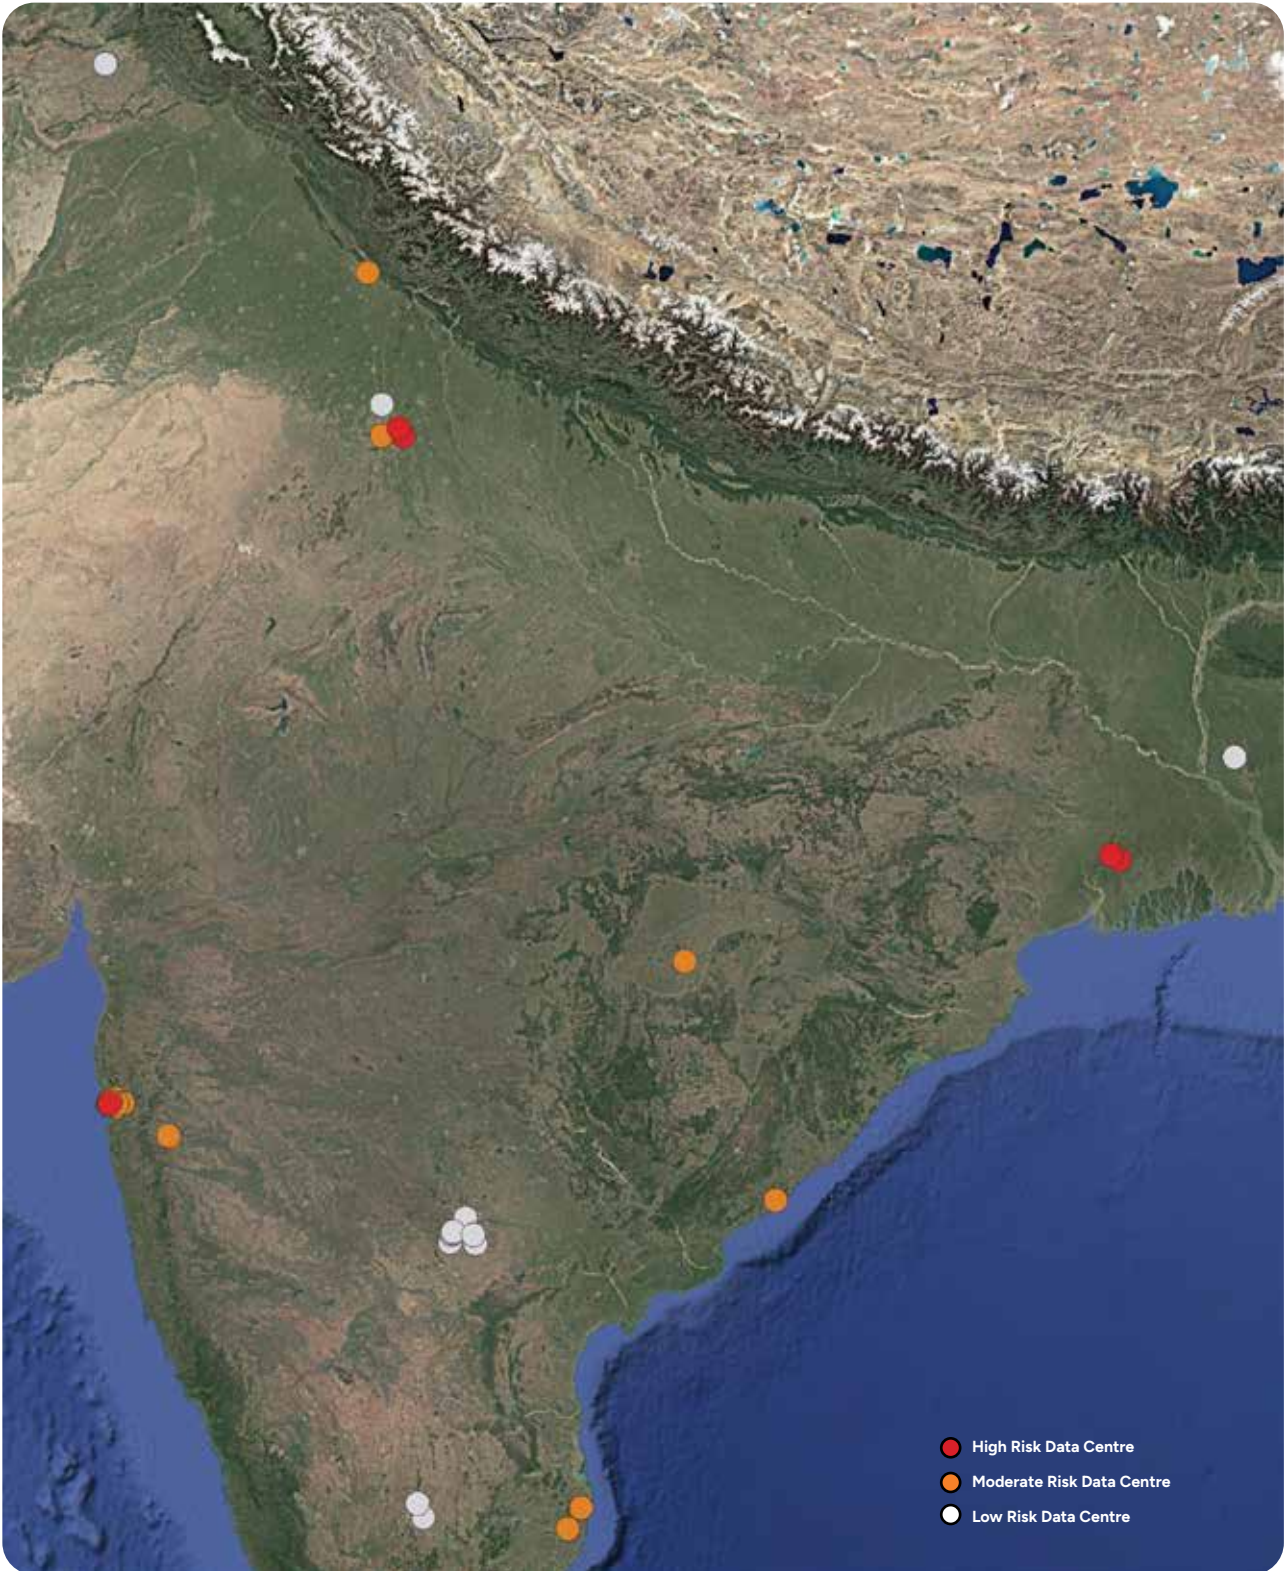 High Risk Data Centre
Moderate Risk Data Centre
Low Risk Data Centre